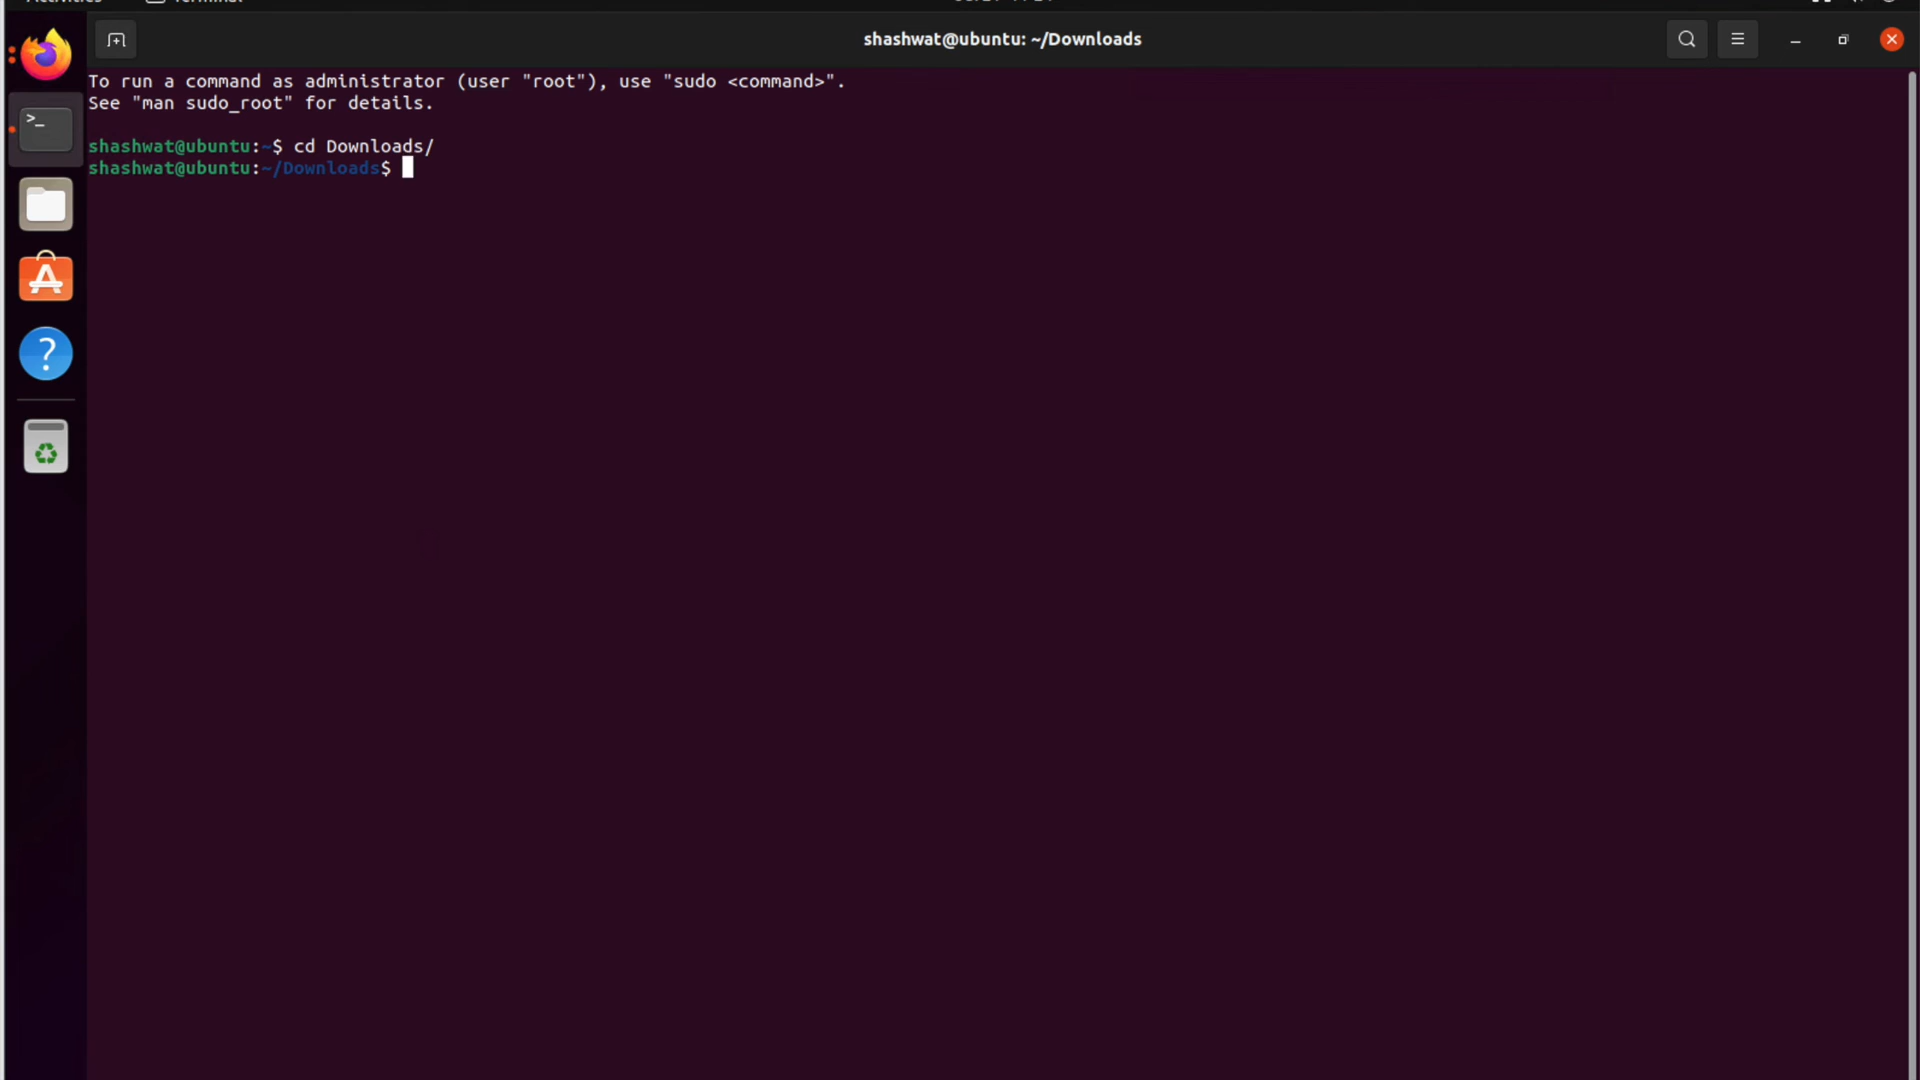 shashwat@ubuntu: ~/Downloads
To run a command as administrator (user "root"), use "sudo <command>".
See "man sudo_root" for details.
shashwat@ubuntu:~$ cd Downloads/
shashwat@ubuntu:~/Downloads$